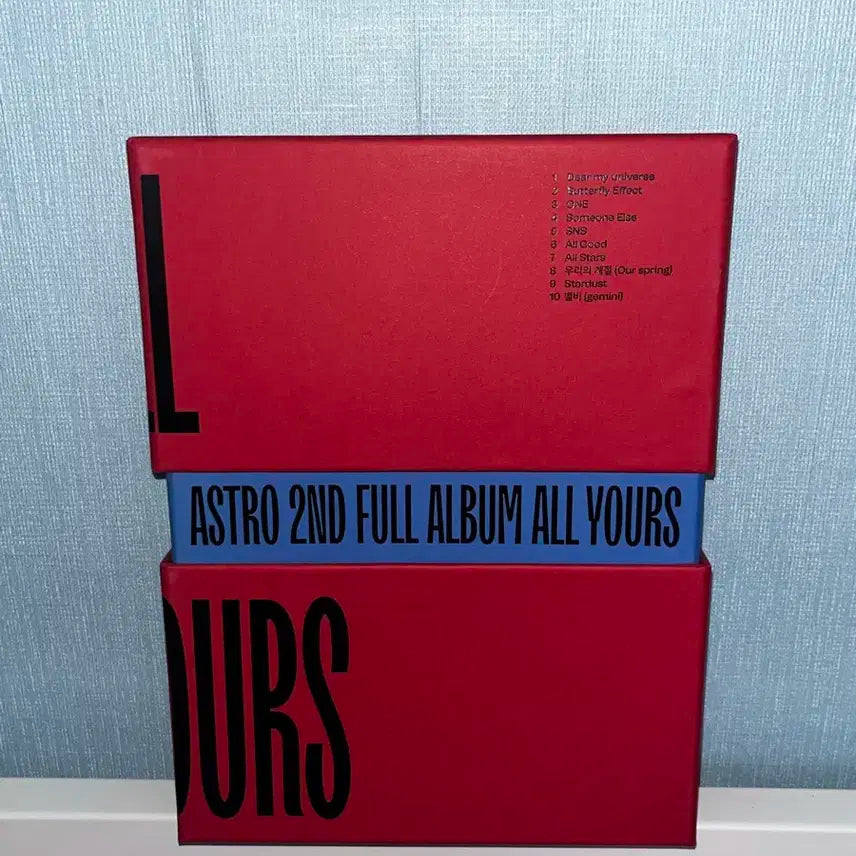 LL
1 Dear my universe
2 Butterfly Effect
3 ONE
4 Someone Else
5 SNS
6 All Good
7 All Stars
8 우리의 계절 (Our spring)
9 Stardust
10 별비 (gemini)
ASTRO 2ND FULL ALBUM ALL YOURS
OURS